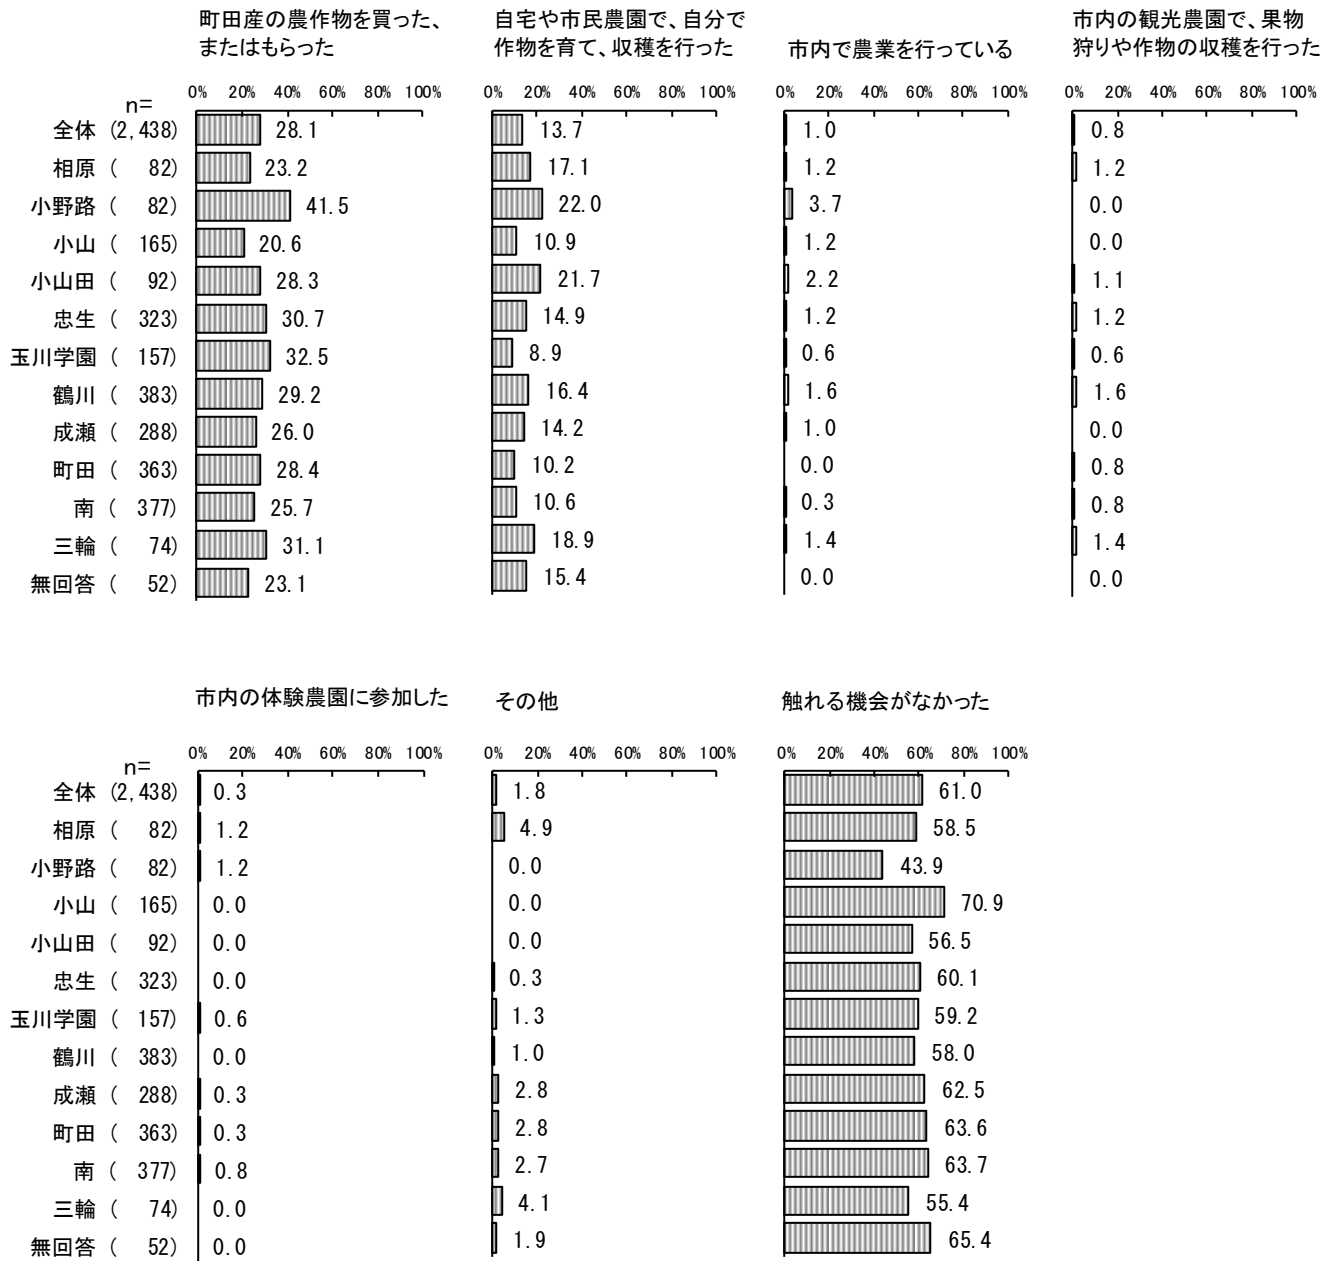 町田産の農作物を買った、
またはもらった
自宅や市民農園で、自分で
作物を育て、収穫を行った
市内で農業を行っている
市内の観光農園で、果物
狩りや作物の収穫を行った
0% 20% 40% 60% 80% 100% 0% 20% 40% 60% 80% 100% 0% 20% 40% 60% 80% 100% 0% 20% 40% 60% 80% 100%
n=
全体 (2,438) 28.1 13.7 1.0 0.8
相原 ( 82) 23.2 17.1 1.2 1.2
小野路 ( 82) 41.5 22.0 3.7 0.0
小山 ( 165) 20.6 10.9 1.2 0.0
小山田 ( 92) 28.3 21.7 2.2 1.1
忠生 ( 323) 30.7 14.9 1.2 1.2
玉川学園 ( 157) 32.5 8.9 0.6 0.6
鶴川 ( 383) 29.2 16.4 1.6 1.6
成瀬 ( 288) 26.0 14.2 1.0 0.0
町田 ( 363) 28.4 10.2 0.0 0.8
南 ( 377) 25.7 10.6 0.3 0.8
三輪 ( 74) 31.1 18.9 1.4 1.4
無回答 ( 52) 23.1 15.4 0.0 0.0
市内の体験農園に参加した
その他
触れる機会がなかった
0% 20% 40% 60% 80% 100% 0% 20% 40% 60% 80% 100% 0% 20% 40% 60% 80% 100%
n=
全体 (2,438) 0.3 1.8 61.0
相原 ( 82) 1.2 4.9 58.5
小野路 ( 82) 1.2 0.0 43.9
小山 ( 165) 0.0 0.0 70.9
小山田 ( 92) 0.0 0.0 56.5
忠生 ( 323) 0.0 0.3 60.1
玉川学園 ( 157) 0.6 1.3 59.2
鶴川 ( 383) 0.0 1.0 58.0
成瀬 ( 288) 0.3 2.8 62.5
町田 ( 363) 0.3 2.8 63.6
南 ( 377) 0.8 2.7 63.7
三輪 ( 74) 0.0 4.1 55.4
無回答 ( 52) 0.0 1.9 65.4